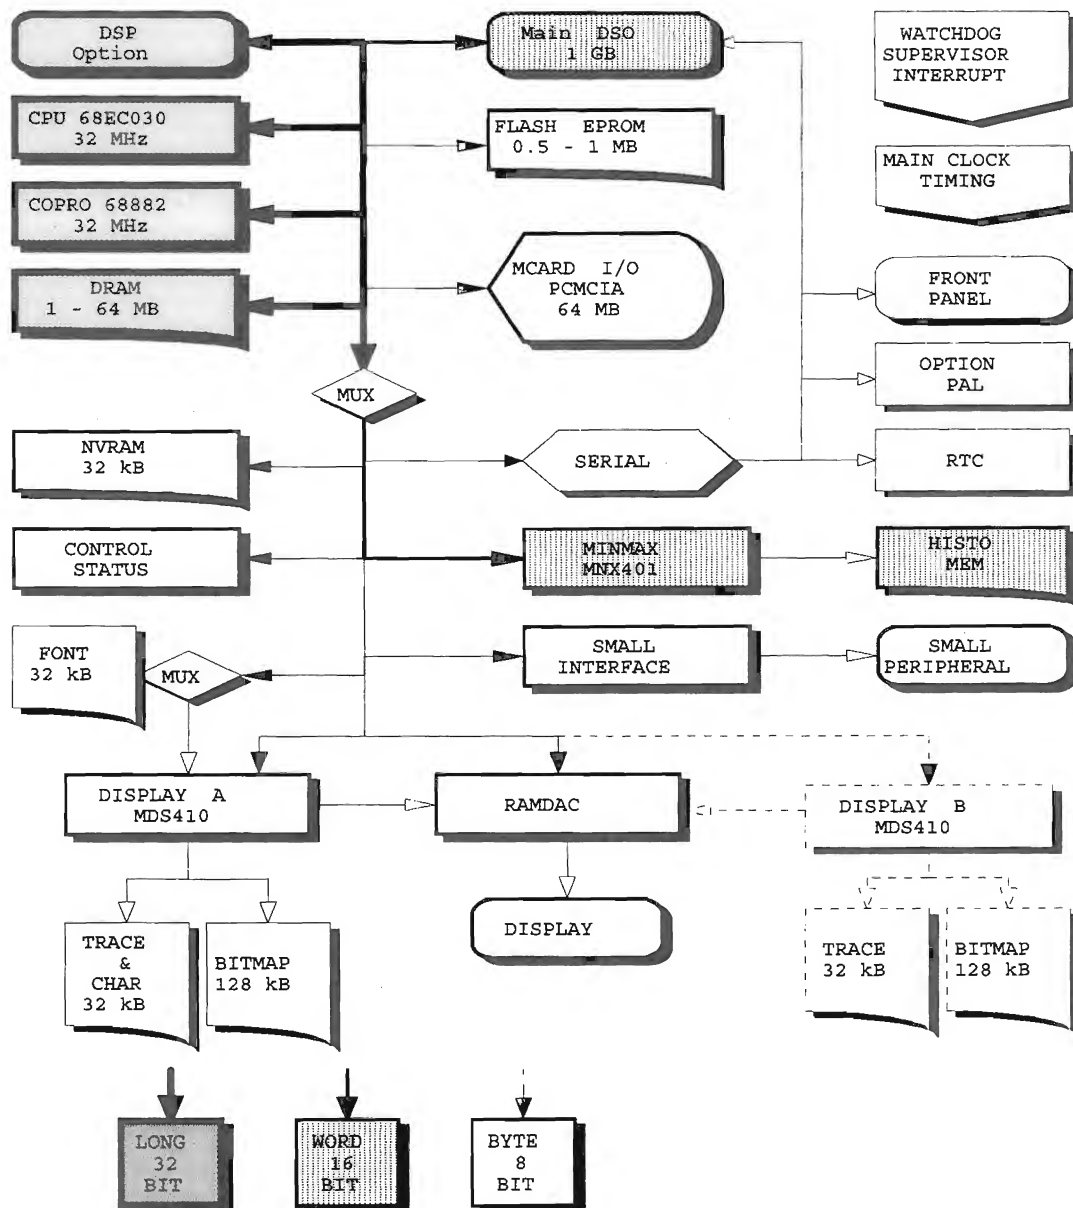 DSP
Option
Main DSO
1 GB
WATCHDOG
SUPERVISOR
INTERRUPT
CPU 68EC030
32 MHz
FLASH EPROM
0.5 - 1 MB
MAIN CLOCK
TIMING
COPRO 68882
32 MHz
MCARD I/O
PCMCIA
64 MB
DRAM
1 - 64 MB
FRONT
PANEL
MUX
OPTION
PAL
NVRAM
32 kB
SERIAL
RTC
CONTROL
STATUS
MINMAX
MNX401
HISTO
MEM
FONT
32 kB
MUX
SMALL
INTERFACE
SMALL
PERIPHERAL
DISPLAY A
MDS410
RAMDAC
DISPLAY B
MDS410
TRACE
&
CHAR
32 kB
BITMAP
128 kB
DISPLAY
TRACE
32 kB
BITMAP
128 kB
LONG
32
BIT
WORD
16
BIT
BYTE
8
BIT